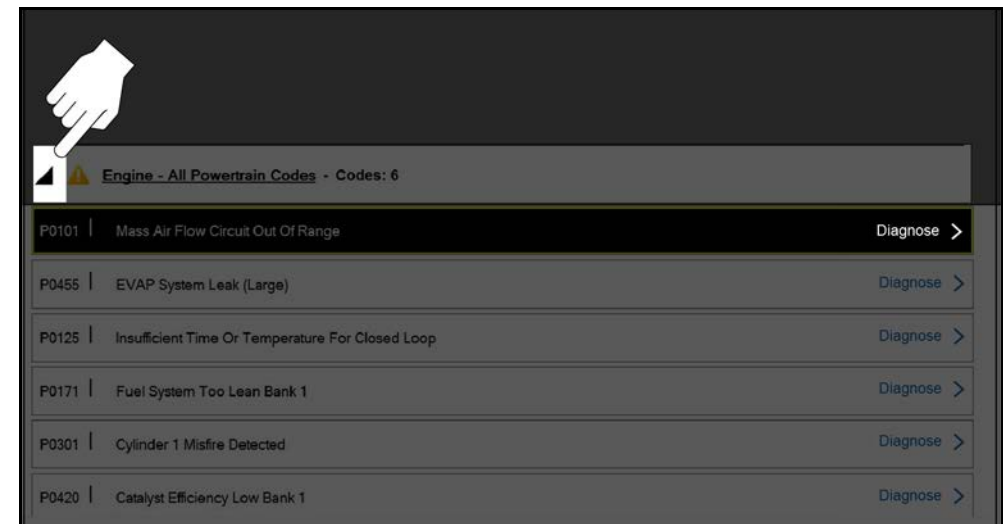 Engine - All Powertrain Codes - Codes: 6
P0101 | Mass Air Flow Circuit Out Of Range Diagnose >
P0455 | EVAP System Leak (Large) Diagnose >
P0125 | Insufficient Time Or Temperature For Closed Loop Diagnose >
P0171 | Fuel System Too Lean Bank 1 Diagnose >
P0301 | Cylinder 1 Misfire Detected Diagnose >
P0420 | Catalyst Efficiency Low Bank 1 Diagnose >